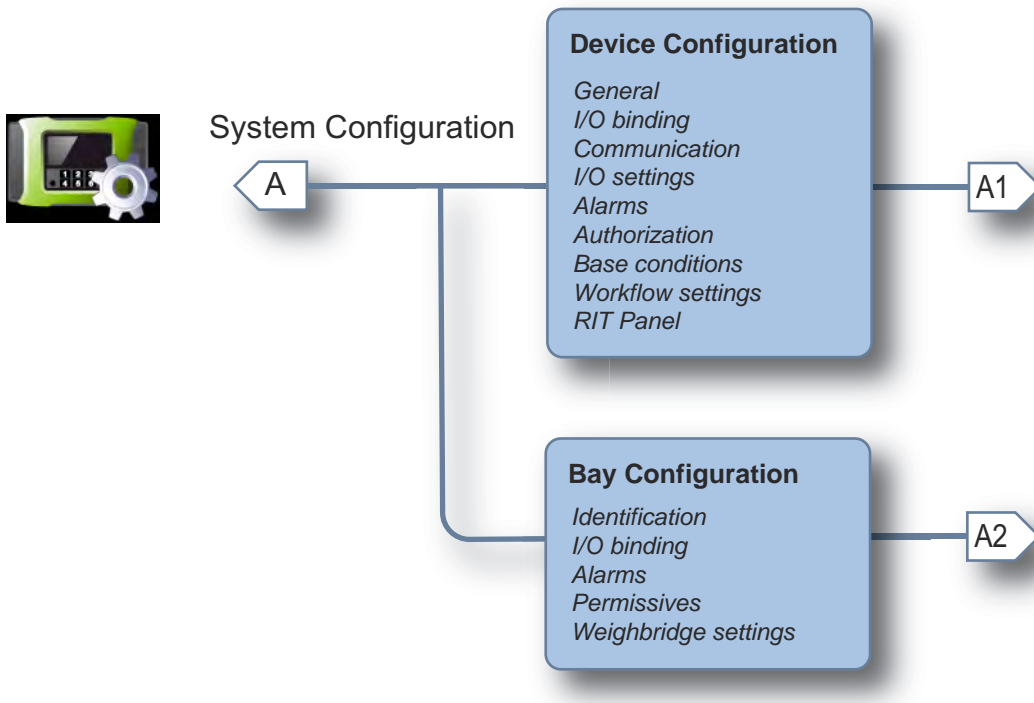 System Configuration
A
Device Configuration
General
I/O binding
Communication
I/O settings
Alarms
Authorization
Base conditions
Workflow settings
RIT Panel
A1
Bay Configuration
Identification
I/O binding
Alarms
Permissives
Weighbridge settings
A2